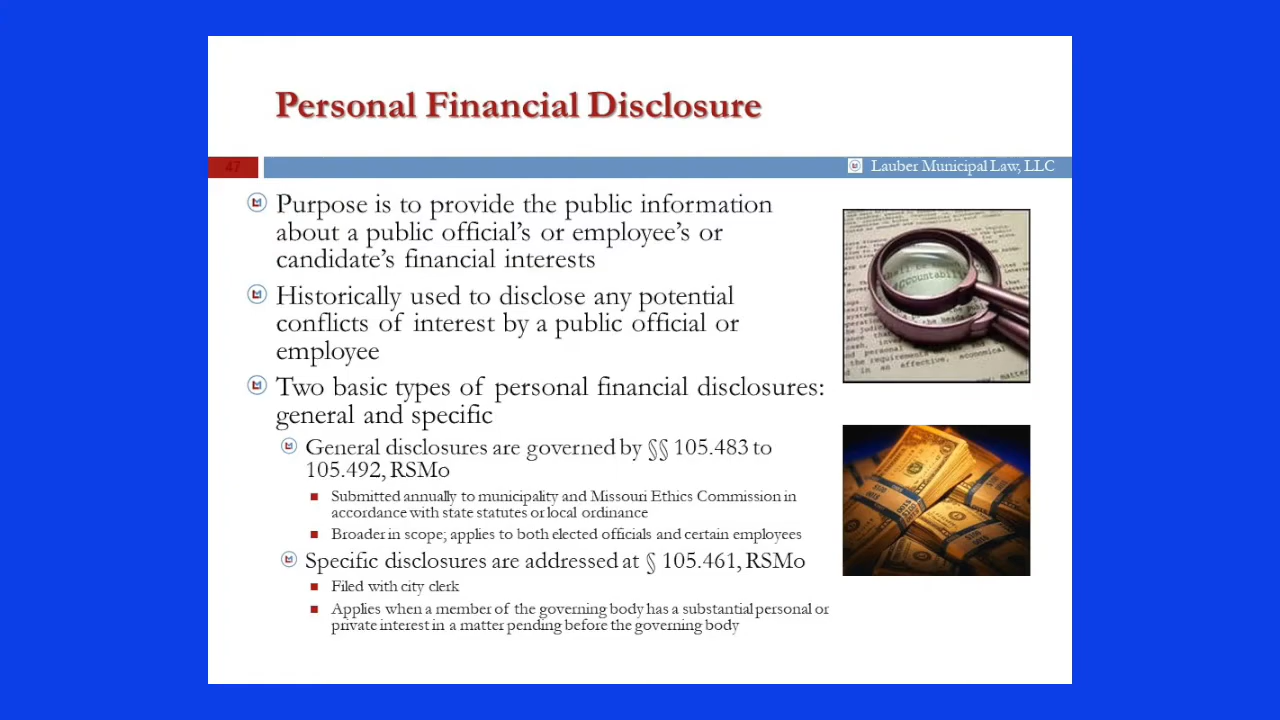 Personal Financial Disclosure
47
Lauber Municipal Law, LLC
Purpose is to provide the public information
about a public official's or employee's or
candidate's financial interests
Historically used to disclose any potential
conflicts of interest by a public official or
employee
Two basic types of personal financial disclosures:
general and specific
General disclosures are governed by §§ 105.483 to
105.492, RSMo
Submitted annually to municipality and Missouri Ethics Commission in
accordance with state statutes or local ordinance
Broader in scope; applies to both elected officials and certain employees
Specific disclosures are addressed at § 105.461, RSMo
Filed with city clerk
Applies when a member of the governing body has a substantial personal or
private interest in a matter pending before the governing body